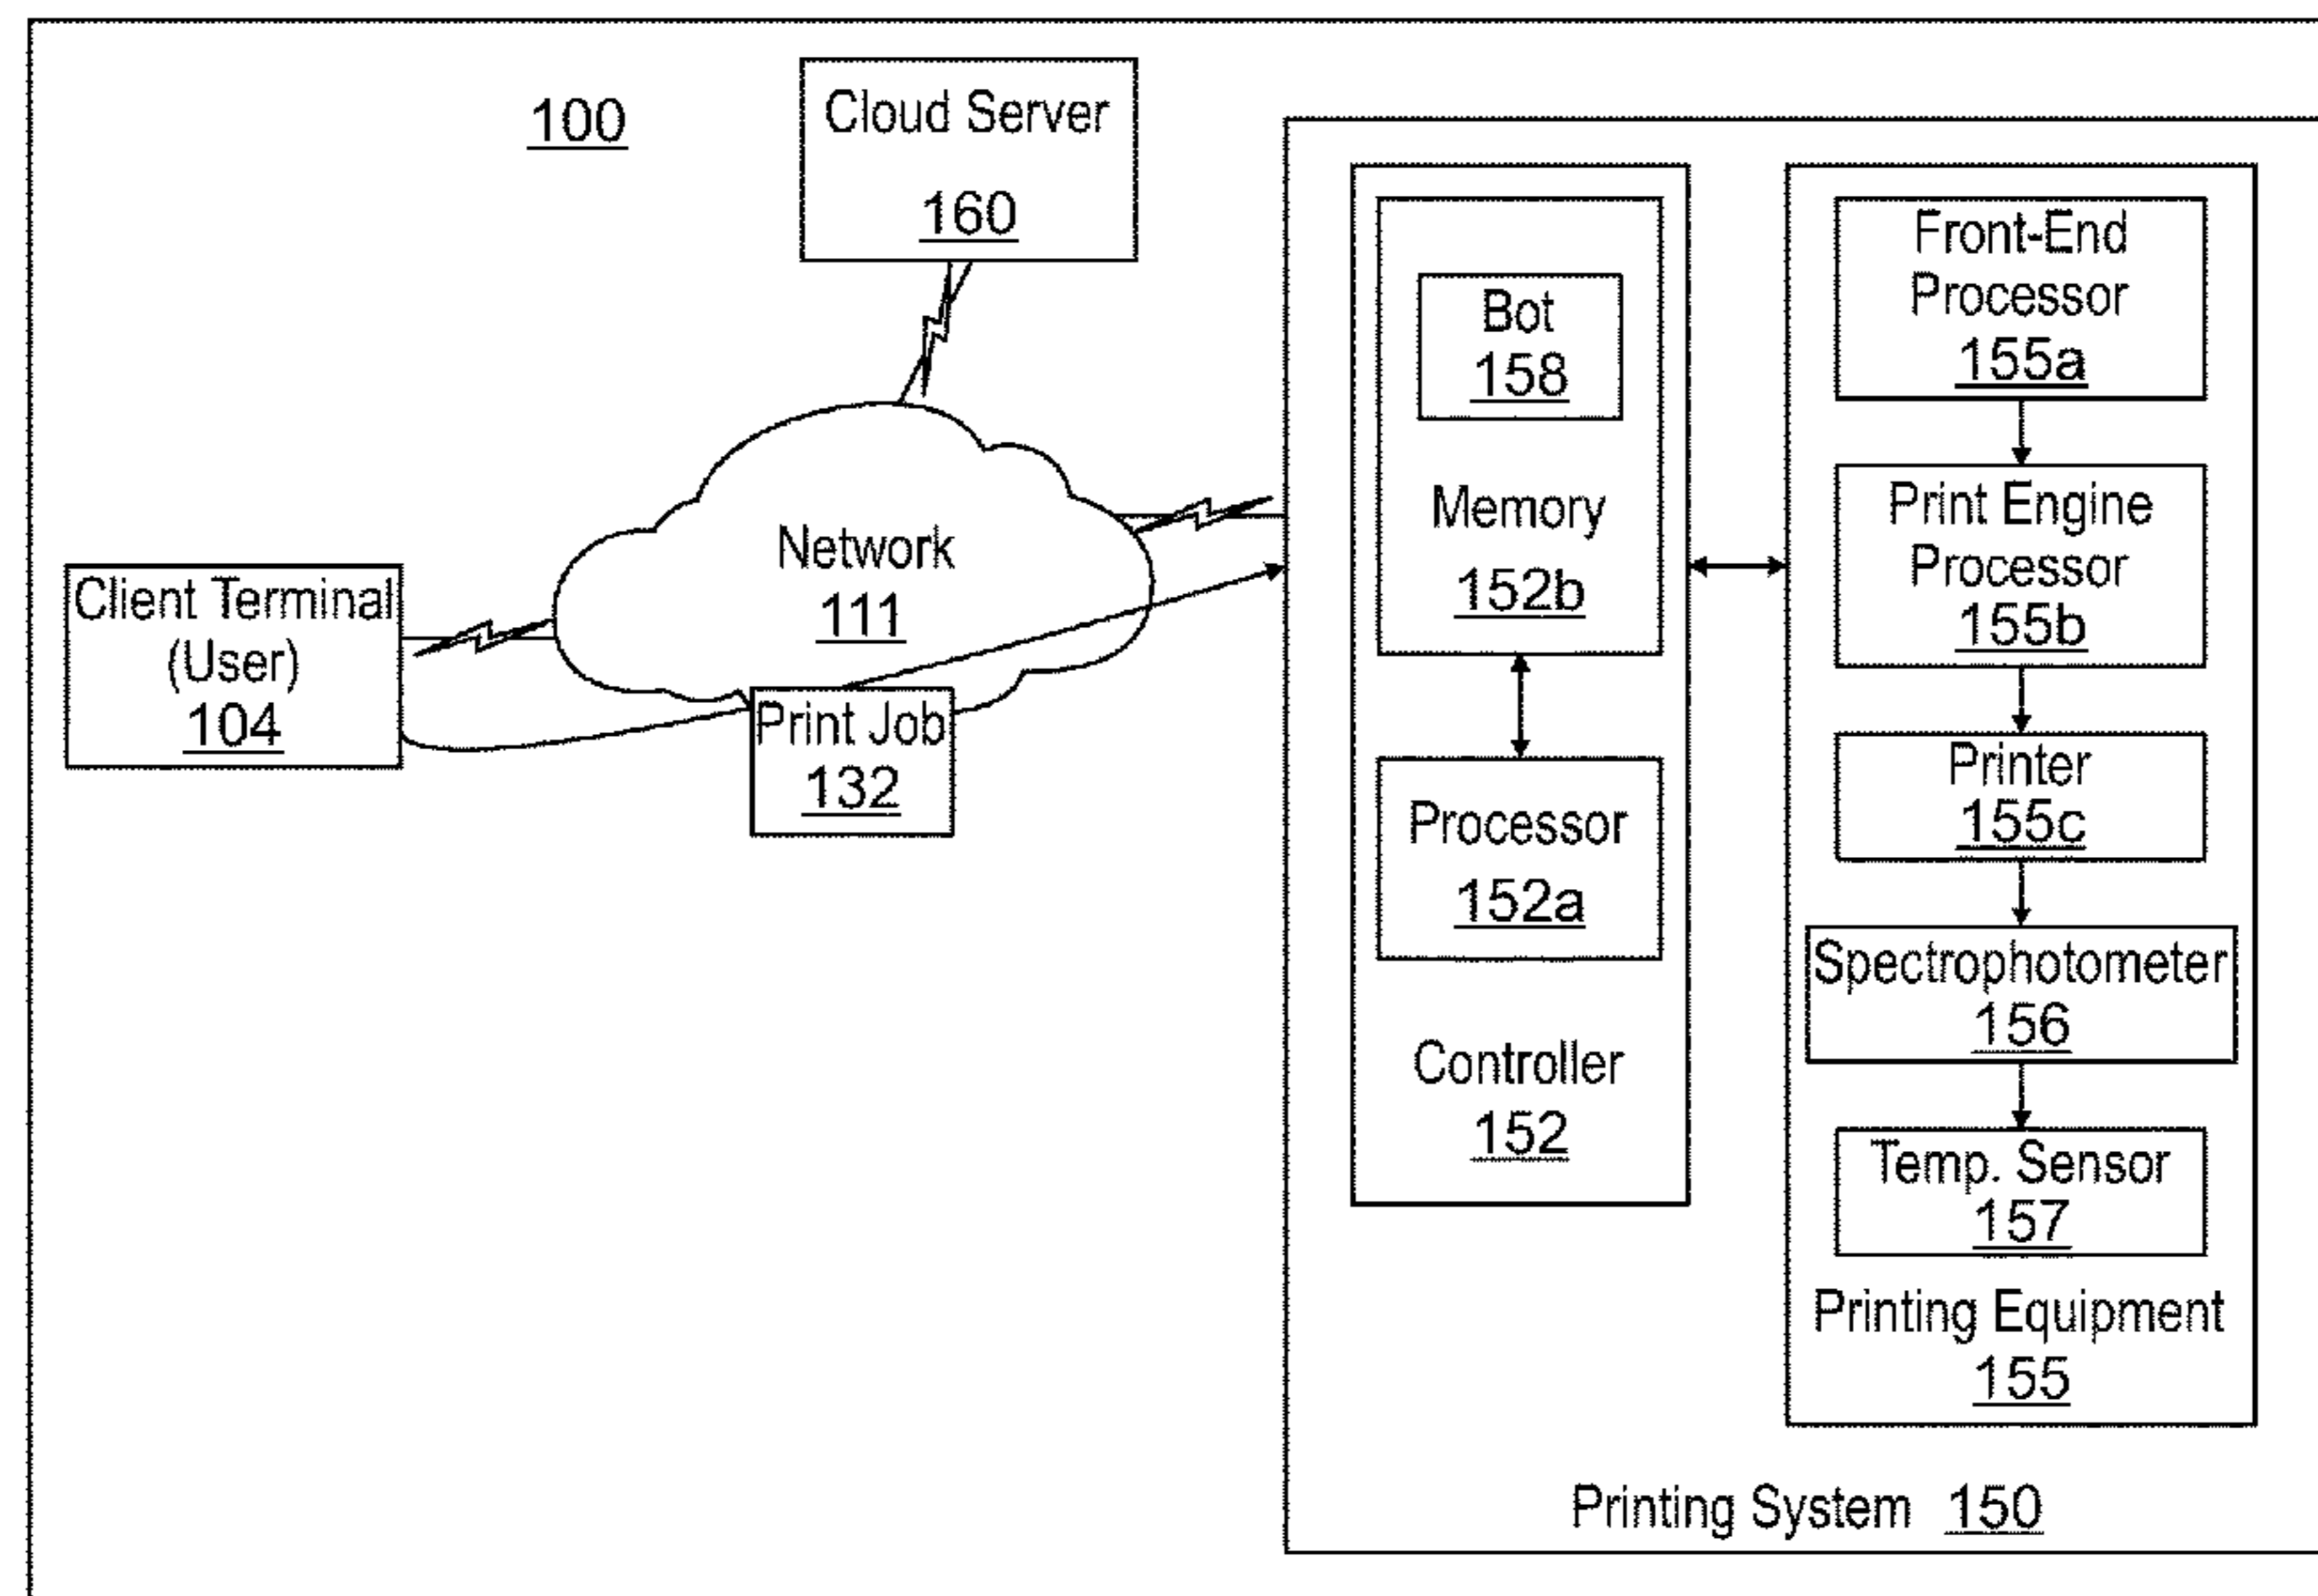 100
Cloud Server
160
Client Terminal
(User)
104
Network
111
Print Job
132
Bot
158
Memory
152b
Processor
152a
Controller
152
Front-End
Processor
155a
Print Engine
Processor
155b
Printer
155c
Spectrophotometer
156
Temp. Sensor
157
Printing Equipment
155
Printing System 150